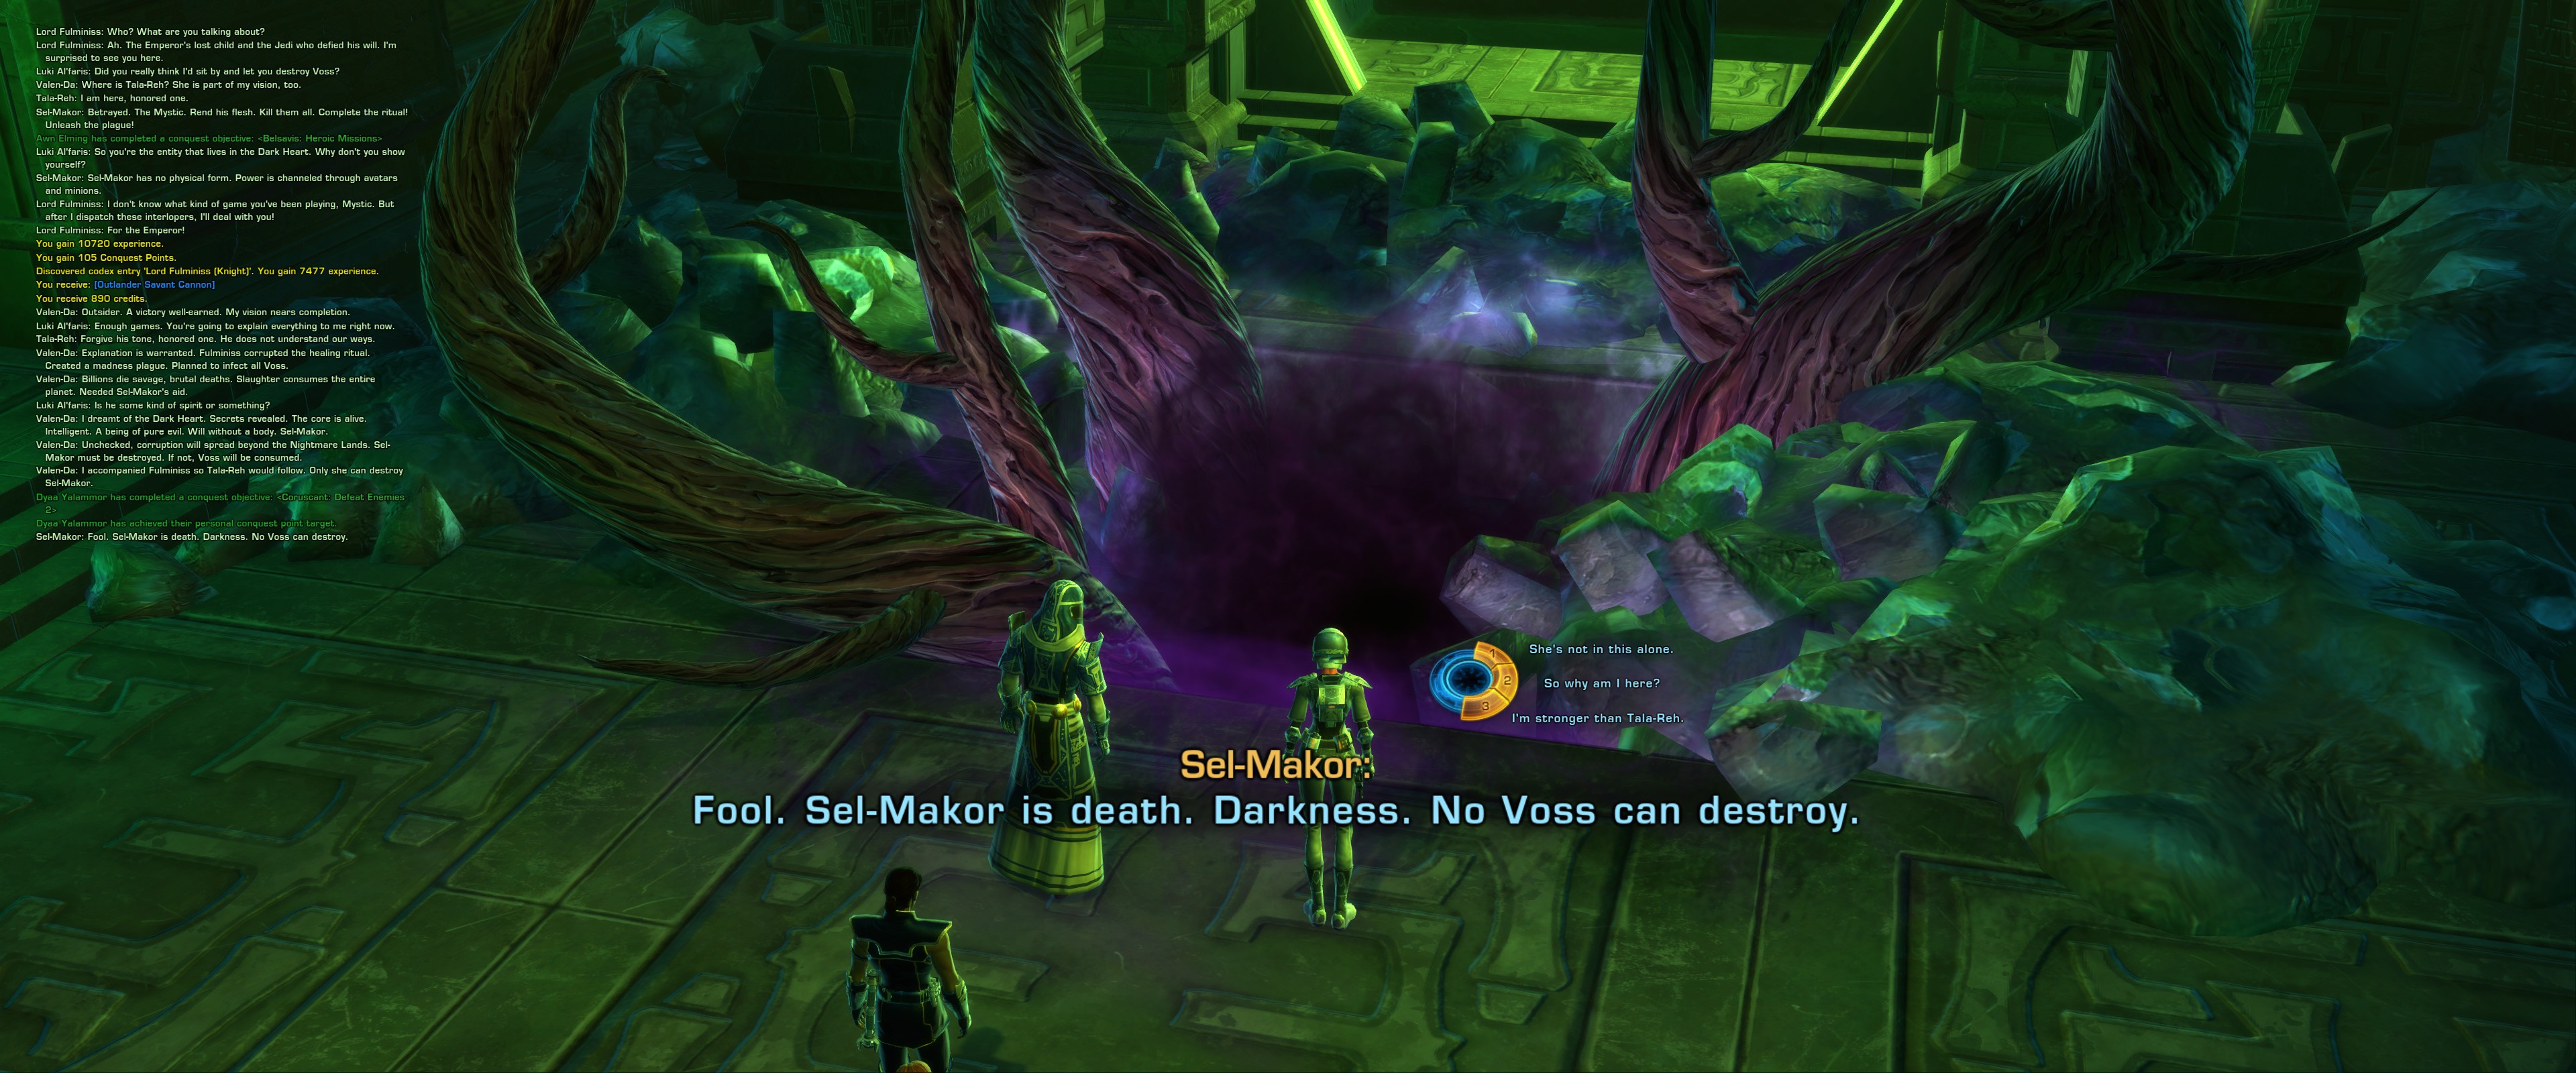 Lord Fulminiss: Who? What are you talking about?
Lord Fulminiss: Ah. The Emperor's lost child and the Jedi who defied his will. I'm
surprised to see you here.
Luki Al'faris: Did you really think I'd sit by and let you destroy Voss?
Valen-Da: Where is Tala-Reh? She is part of my vision, too.
Tala-Reh: I am here, honored one.
Sel-Makor: Betrayed. The Mystic. Rend his flesh. Kill them all. Complete the ritual!
Unleash the plague!
Awn Elming has completed a conquest objective: <Belsavis: Heroic Missions>
Luki Al'faris: So you're the entity that lives in the Dark Heart. Why don't you show
yourself?
Sel-Makor: Sel-Makor has no physical form. Power is channeled through avatars
and minions.
Lord Fulminiss: I don't know what kind of game you've been playing, Mystic. But
after I dispatch these interlopers, I'll deal with you!
Lord Fulminiss: For the Emperor!
You gain 10720 experience.
You gain 105 Conquest Points.
Discovered codex entry 'Lord Fulminiss (Knight)'. You gain 7477 experience.
You receive: [Outlander Savant Cannon]
You receive 890 credits.
Valen-Da: Outsider. A victory well-earned. My vision nears completion.
Luki Al'faris: Enough games. You're going to explain everything to me right now.
Tala-Reh: Forgive his tone, honored one. He does not understand our ways.
Valen-Da: Explanation is warranted. Fulminiss corrupted the healing ritual.
Created a madness plague. Planned to infect all Voss.
Valen-Da: Billions die savage, brutal deaths. Slaughter consumes the entire
planet. Needed Sel-Makor's aid.
Luki Al'faris: Is he some kind of spirit or something?
Valen-Da: I dreamt of the Dark Heart. Secrets revealed. The core is alive.
Intelligent. A being of pure evil. Will without a body. Sel-Makor.
Valen-Da: Unchecked, corruption will spread beyond the Nightmare Lands. Sel-
Makor must be destroyed. If not, Voss will be consumed.
Valen-Da: I accompanied Fulminiss so Tala-Reh would follow. Only she can destroy
Sel-Makor.
Dyaa Yalammor has completed a conquest objective: <Coruscant: Defeat Enemies
2>
Dyaa Yalammor has achieved their personal conquest point target.
Sel-Makor: Fool. Sel-Makor is death. Darkness. No Voss can destroy.
1
She's not in this alone.
2
So why am I here?
3
I'm stronger than Tala-Reh.
Sel-Makor:
Fool. Sel-Makor is death. Darkness. No Voss can destroy.